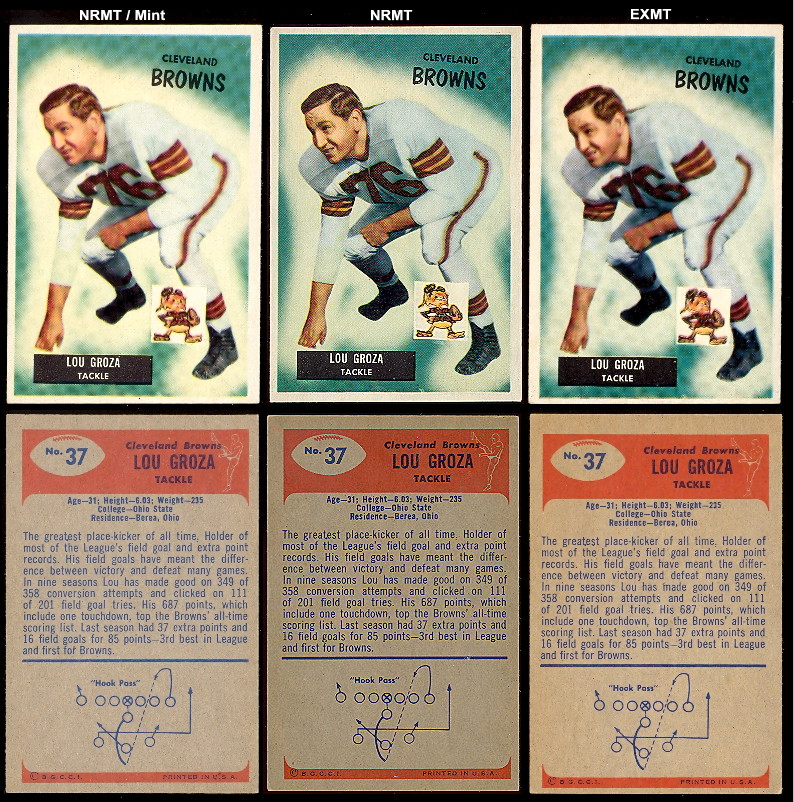 NRMT / Mint
NRMT
EXMT
CLEVELAND
BROWNS
76
LOU GROZA
TACKLE
CLEVELAND
BROWNS
76
LOU GROZA
TACKLE
CLEVELAND
BROWNS
76
LOU GROZA
TACKLE
No. 37
Cleveland Browns
LOU GROZA
TACKLE
Age—31; Height—6.03; Weight—235
College—Ohio State
Residence—Berea, Ohio
The greatest place-kicker of all time, Holder of
most of the League's field goal and extra point
records. His field goals have meant the differ-
ence between victory and defeat many games.
In nine seasons Lou has made good on 349 of
358 conversion attempts and clicked on 111
of 201 field goal tries. His 687 points, which
include one touchdown, top the Browns' all-time
scoring list. Last season had 37 extra points and
16 field goals for 85 points—3rd best in League
and first for Browns.
"Hook Pass"
© B.G.C.C.I. PRINTED IN U.S.A.
No. 37
Cleveland Browns
LOU GROZA
TACKLE
Age—31; Height—6.03; Weight—235
College—Ohio State
Residence—Berea, Ohio
The greatest place-kicker of all time, Holder of
most of the League's field goal and extra point
records. His field goals have meant the differ-
ence between victory and defeat many games.
In nine seasons Lou has made good on 349 of
358 conversion attempts and clicked on 111
of 201 field goal tries. His 687 points, which
include one touchdown, top the Browns' all-time
scoring list. Last season had 37 extra points and
16 field goals for 85 points—3rd best in League
and first for Browns.
"Hook Pass"
© B.G.C.C.I. PRINTED IN U.S.A.
No. 37
Cleveland Browns
LOU GROZA
TACKLE
Age—31; Height—6.03; Weight—235
College—Ohio State
Residence—Berea, Ohio
The greatest place-kicker of all time, Holder of
most of the League's field goal and extra point
records. His field goals have meant the differ-
ence between victory and defeat many games.
In nine seasons Lou has made good on 349 of
358 conversion attempts and clicked on 111
of 201 field goal tries. His 687 points, which
include one touchdown, top the Browns' all-time
scoring list. Last season had 37 extra points and
16 field goals for 85 points—3rd best in League
and first for Browns.
"Hook Pass"
© B.G.C.C.I. PRINTED IN U.S.A.